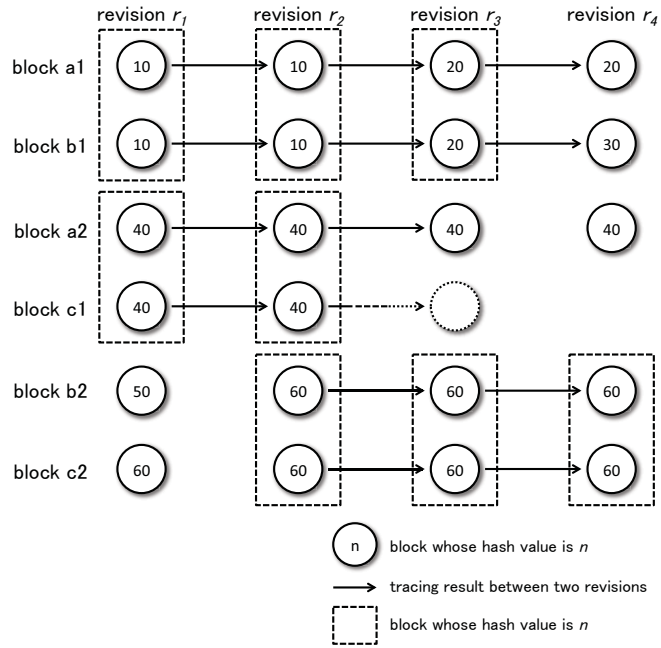 revision r1 revision r2 revision r3 revision r4
block a1 10 10 20 20
block b1 10 10 20 30
block a2 40 40 40 40
block c1 40 40
block b2 50 60 60 60
block c2 60 60 60 60
n block whose hash value is n
tracing result between two revisions
block whose hash value is n